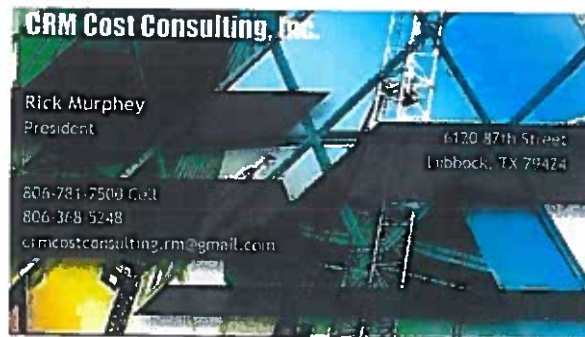 CRM Cost Consulting, Inc.
Rick Murphey
President
6120 87th Street
Lubbock, TX 79424
806-781-7500 Cell
806-368-5248
crmcostconsulting.rm@gmail.com